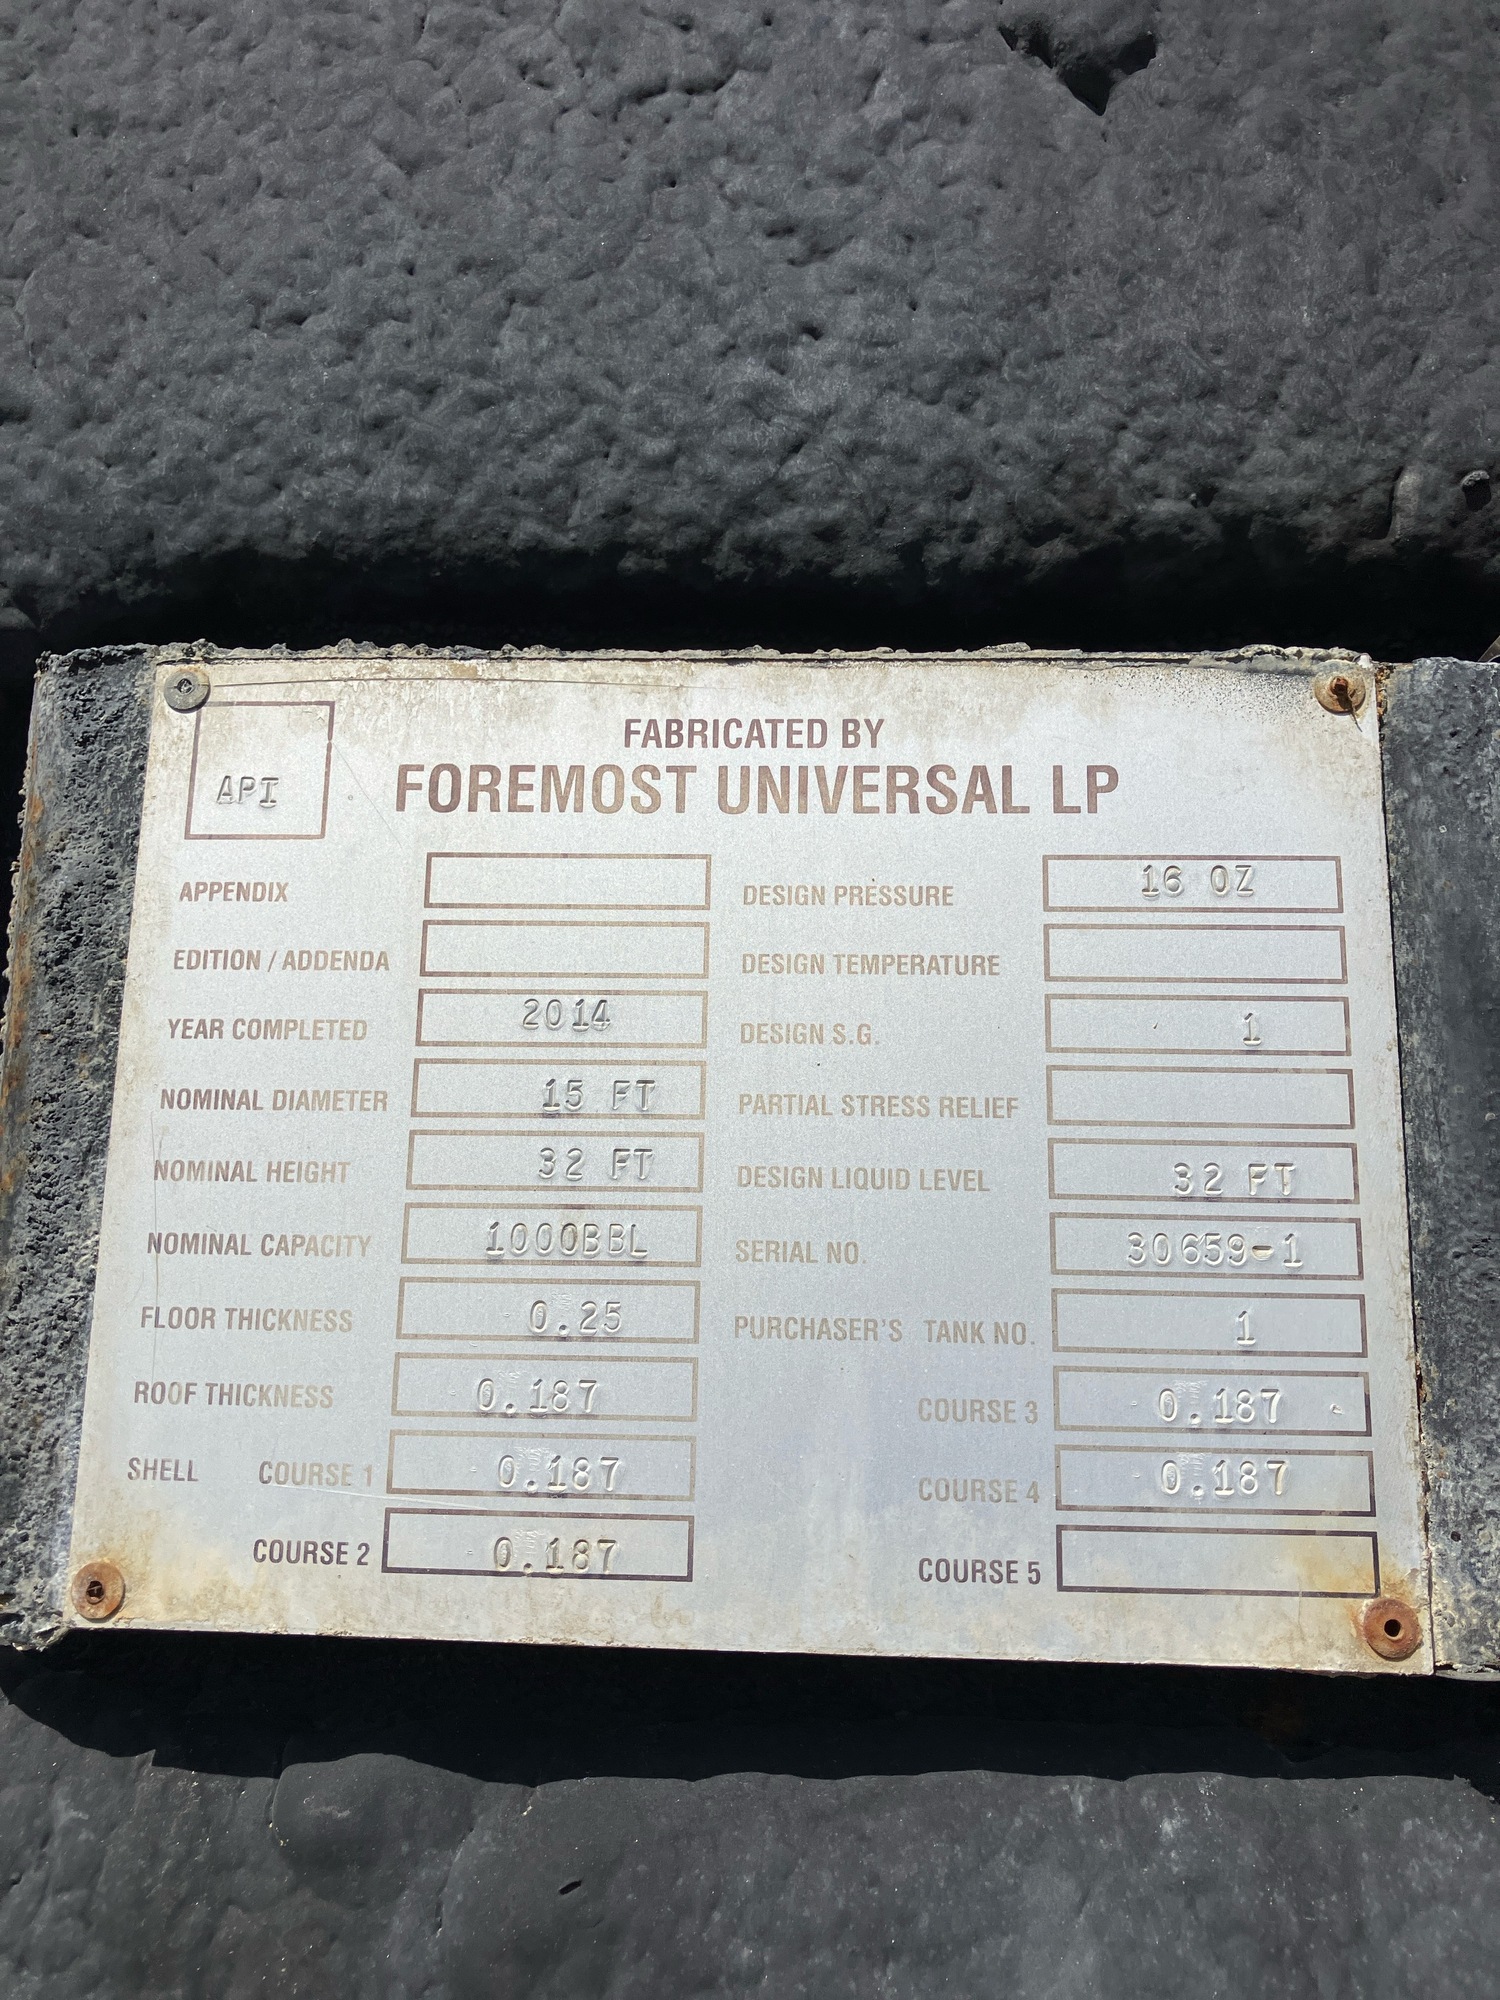 API
FABRICATED BY
FOREMOST UNIVERSAL LP
APPENDIX
EDITION / ADDENDA
YEAR COMPLETED 2014
NOMINAL DIAMETER 15 FT
NOMINAL HEIGHT 32 FT
NOMINAL CAPACITY 1000BBL
FLOOR THICKNESS 0.25
ROOF THICKNESS 0.187
SHELL COURSE 1 0.187
COURSE 2 0.187
DESIGN PRESSURE 16 OZ
DESIGN TEMPERATURE
DESIGN S.G. 1
PARTIAL STRESS RELIEF
DESIGN LIQUID LEVEL 32 FT
SERIAL NO. 30659-1
PURCHASER'S TANK NO. 1
COURSE 3 0.187
COURSE 4 0.187
COURSE 5